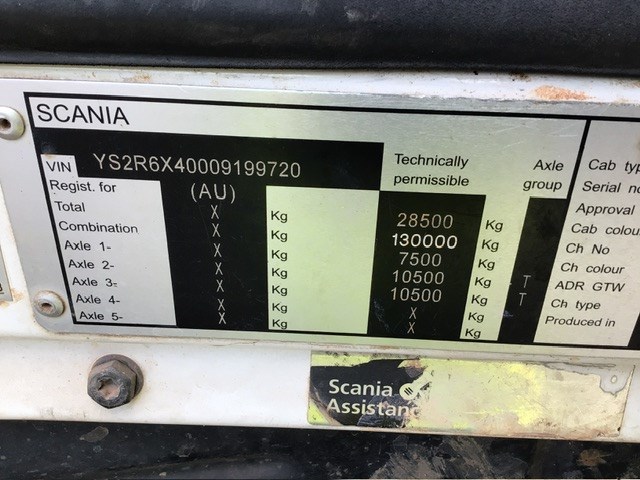 SCANIA
VIN YS2R6X40009199720
Regist. for (AU)
Technically permissible
Axle group
Total X Kg 28500 Kg
Combination X Kg 130000 Kg
Axle 1- X Kg 7500 Kg
Axle 2- X Kg 10500 Kg T
Axle 3- X Kg 10500 Kg T
Axle 4- X Kg X Kg
Axle 5- X Kg X Kg
Cab type
Serial no
Approval
Cab colou
Ch No
Ch colour
ADR GTW
Ch type
Produced in
Scania
Assistanc